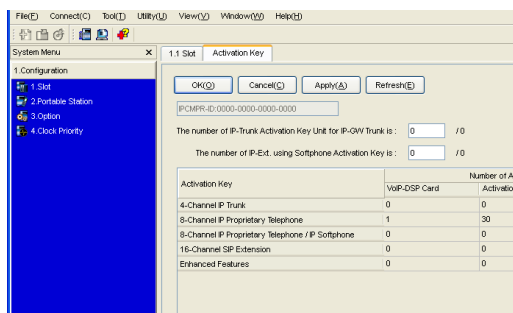 File(F) Connect(C) Tool(T) Utility(U) View(V) Window(W) Help(H)
System Menu x 1.1 Slot Activation Key
1.Configuration
1.Slot
2.Portable Station
3.Option
4.Clock Priority
OK(O) Cancel(C) Apply(A) Refresh(E)
IPCMPR-ID:0000-0000-0000-0000
The number of IP-Trunk Activation Key Unit for IP-GW Trunk is : 0 / 0
The number of IP-Ext. using Softphone Activation Key is : 0 / 0
Activation Key Number of A
VoIP-DSP Card Activatio
4-Channel IP Trunk 0 0
8-Channel IP Proprietary Telephone 1 30
8-Channel IP Proprietary Telephone / IP Softphone 0 0
16-Channel SIP Extension 0 0
Enhanced Features 0 0